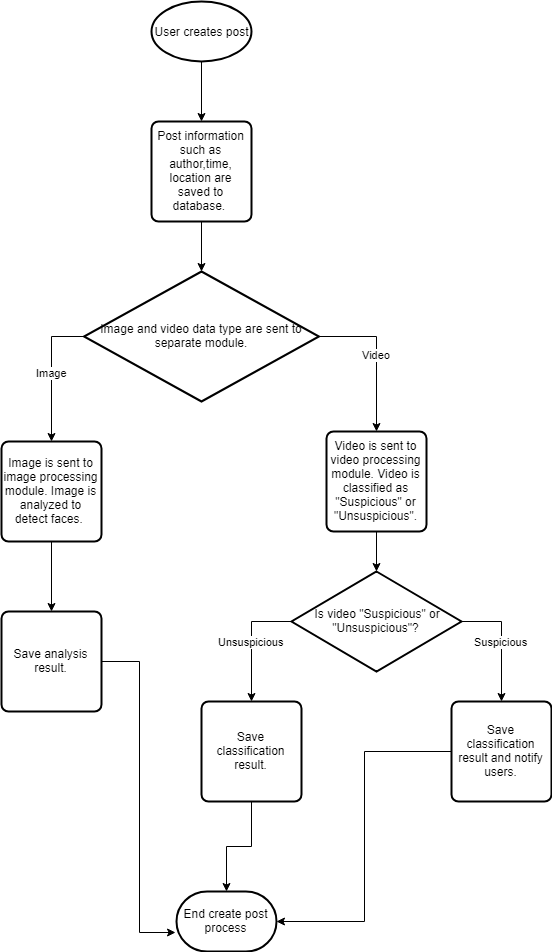 User creates post
Post information
such as
author,time,
location are
saved to
database.
Image and video data type are sent to
separate module.
Image
Video
Image is sent to
image processing
module. Image is
analyzed to
detect faces.
Video is sent to
video processing
module. Video is
classified as
"Suspicious" or
"Unsuspicious".
Is video "Suspicious" or
"Unsuspicious"?
Unsuspicious
Suspicious
Save analysis
result.
Save
classification
result.
Save
classification
result and notify
users.
End create post
process